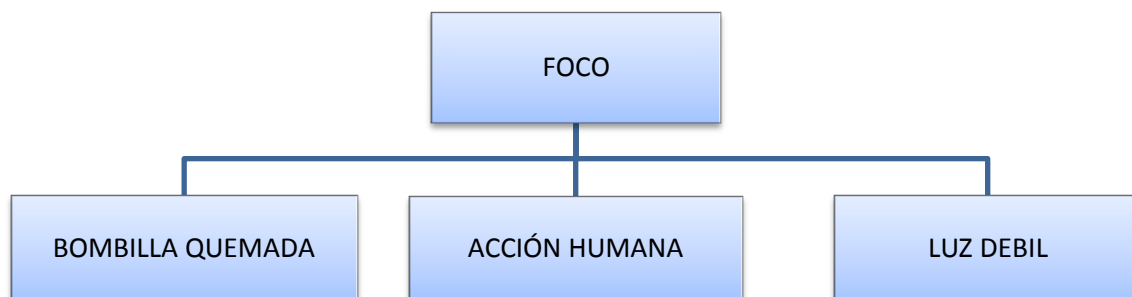 FOCO
BOMBILLA QUEMADA
ACCIÓN HUMANA
LUZ DEBIL